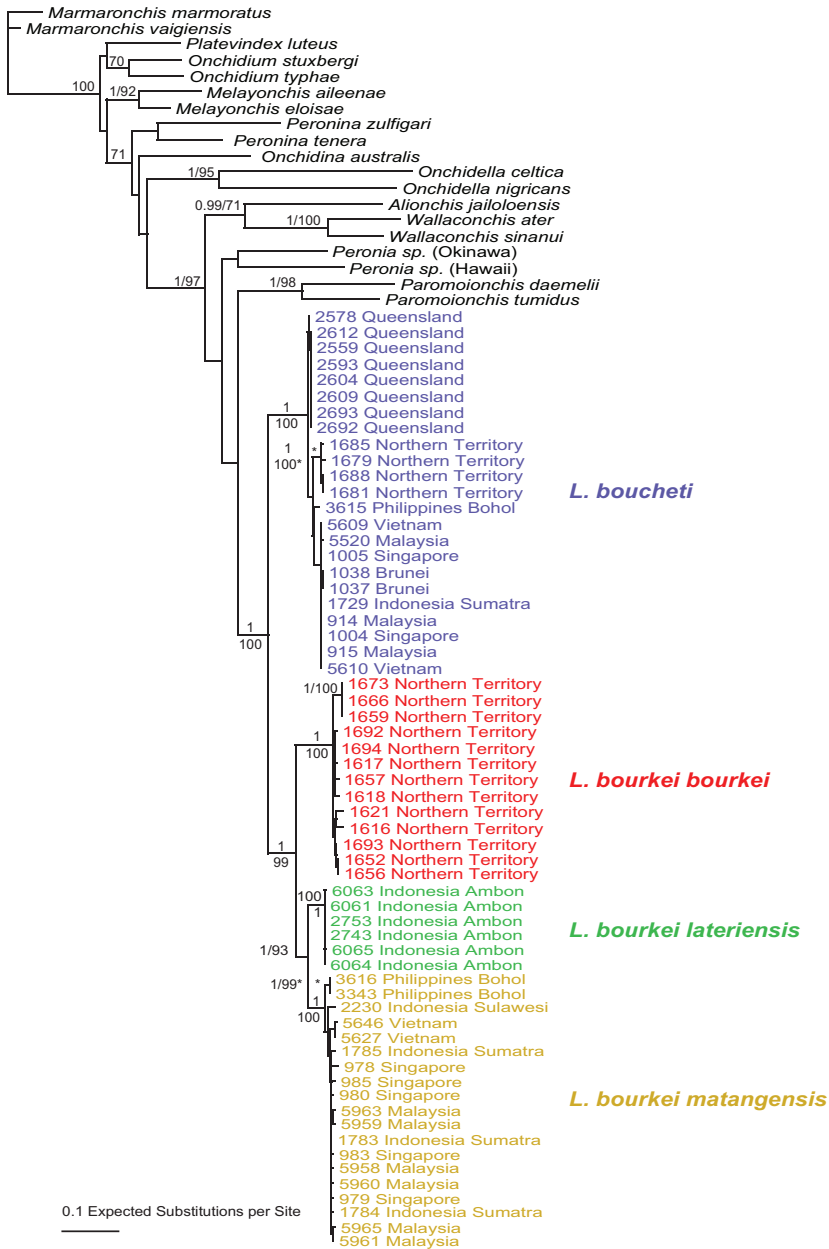 Marmaronchis marmoratus
Marmaronchis vaigiensis
Platevindex luteus
70
Onchidium stuxbergi
Onchidium typhae
100
1/92
Melayonchis aileenae
Melayonchis eloisae
Peronina zulfigari
Peronina tenera
71
Onchidina australis
1/95
Onchidella celtica
Onchidella nigricans
0.99/71
Alionchis jailoloensis
1/100
Wallaconchis ater
Wallaconchis sinanui
Peronia sp. (Okinawa)
Peronia sp. (Hawaii)
1/97
1/98
Paromoionchis daemelii
Paromoionchis tumidus
2578 Queensland
2612 Queensland
2559 Queensland
2593 Queensland
2604 Queensland
2609 Queensland
2693 Queensland
2692 Queensland
1
100
1
100*
*
1685 Northern Territory
1679 Northern Territory
1688 Northern Territory
1681 Northern Territory
L. boucheti
3615 Philippines Bohol
5609 Vietnam
5520 Malaysia
1005 Singapore
1038 Brunei
1037 Brunei
1729 Indonesia Sumatra
914 Malaysia
1004 Singapore
915 Malaysia
5610 Vietnam
1
100
1/100
1673 Northern Territory
1666 Northern Territory
1659 Northern Territory
1692 Northern Territory
1
100
1694 Northern Territory
1617 Northern Territory
1657 Northern Territory
L. bourkei bourkei
1618 Northern Territory
1621 Northern Territory
1616 Northern Territory
1693 Northern Territory
1652 Northern Territory
1656 Northern Territory
1
99
100
1
6063 Indonesia Ambon
6061 Indonesia Ambon
2753 Indonesia Ambon
2743 Indonesia Ambon
L. bourkei lateriensis
6065 Indonesia Ambon
6064 Indonesia Ambon
1/93
1/99*
*
3616 Philippines Bohol
3343 Philippines Bohol
1
100
2230 Indonesia Sulawesi
5646 Vietnam
5627 Vietnam
1785 Indonesia Sumatra
978 Singapore
985 Singapore
980 Singapore
L. bourkei matangensis
5963 Malaysia
5959 Malaysia
1783 Indonesia Sumatra
983 Singapore
5958 Malaysia
5960 Malaysia
979 Singapore
1784 Indonesia Sumatra
5965 Malaysia
5961 Malaysia
0.1 Expected Substitutions per Site